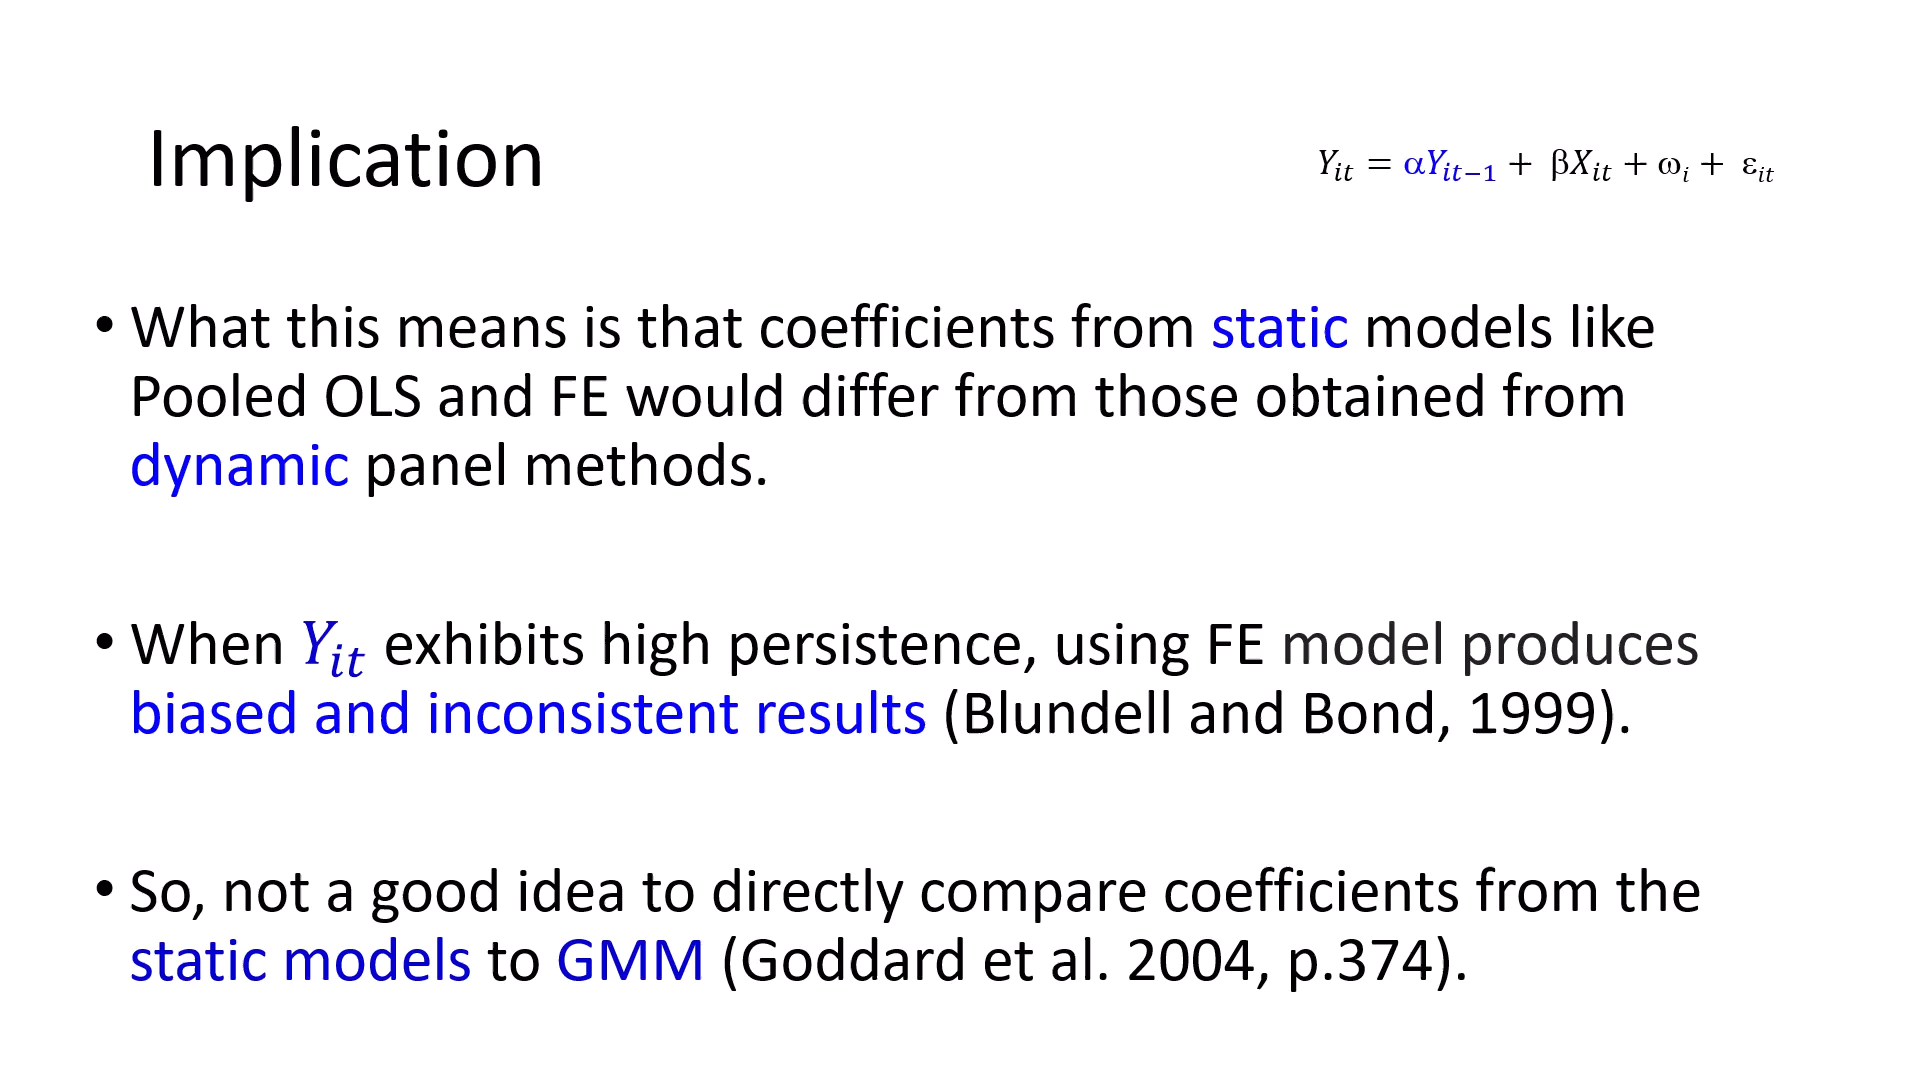 Implication
Yit = αYit−1 + βXit + ωi + εit
• What this means is that coefficients from static models like
Pooled OLS and FE would differ from those obtained from
dynamic panel methods.
• When Yit exhibits high persistence, using FE model produces
biased and inconsistent results (Blundell and Bond, 1999).
• So, not a good idea to directly compare coefficients from the
static models to GMM (Goddard et al. 2004, p.374).